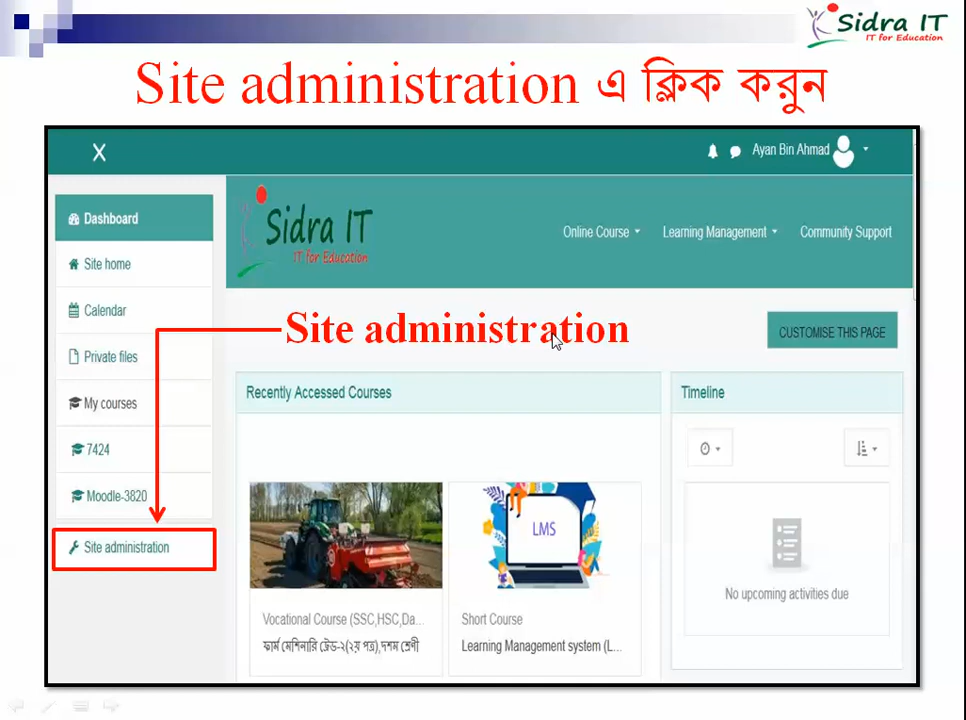 Sidra IT
IT for Education
Site administration এ ক্লিক করুন
X
Ayan Bin Ahmad
Dashboard
Site home
Calendar
Private files
My courses
7424
Moodle-3820
Site administration
Sidra IT
IT for Education
Online Course
Learning Management
Community Support
Site administration
CUSTOMISE THIS PAGE
Recently Accessed Courses
LMS
Vocational Course (SSC,HSC,Da...
ফার্ম মেশিনারি ট্রেড-২(২য় পত্র),দশম শ্রেণী
Short Course
Learning Management system (L...
Timeline
No upcoming activities due